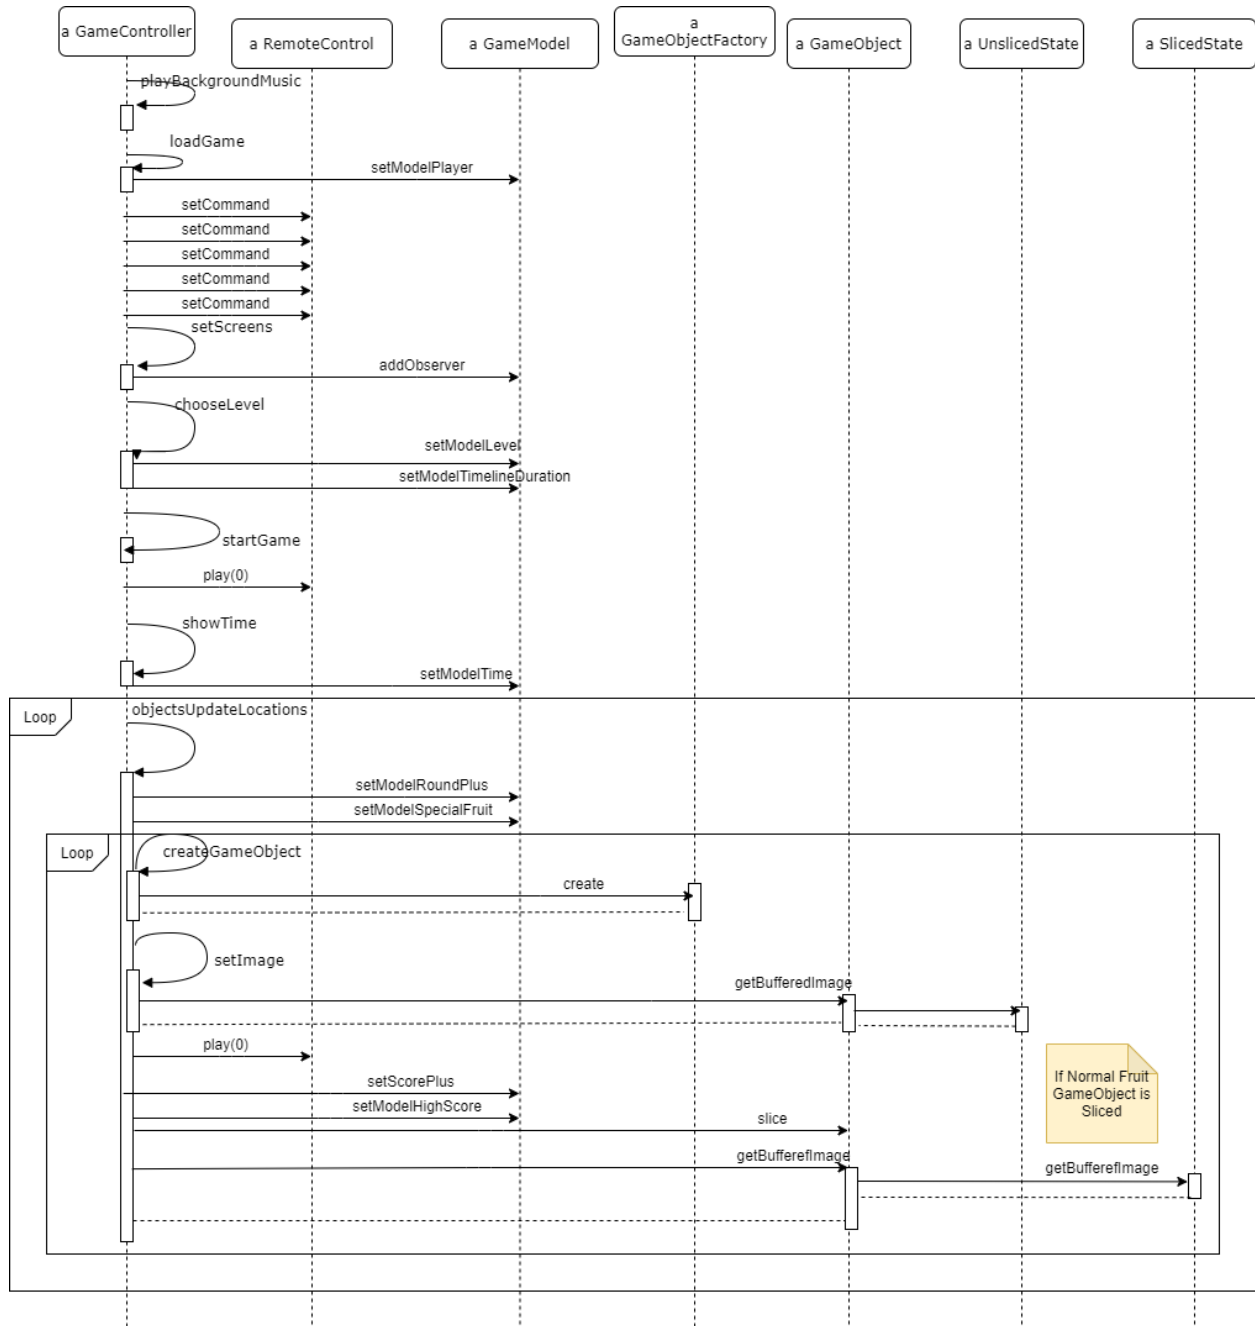 a GameController
a RemoteControl
a GameModel
a
GameObjectFactory
a GameObject
a UnslicedState
a SlicedState
playBackgroundMusic
loadGame
setModelPlayer
setCommand
setCommand
setCommand
setCommand
setCommand
setScreens
addObserver
chooseLevel
setModelLevel
setModelTimelineDuration
startGame
play(0)
showTime
setModelTime
Loop
objectsUpdateLocations
setModelRoundPlus
setModelSpecialFruit
Loop
createGameObject
create
setImage
getBufferedImage
play(0)
If Normal Fruit
GameObject is
Sliced
setScorePlus
setModelHighScore
slice
getBufferefImage
getBufferefImage